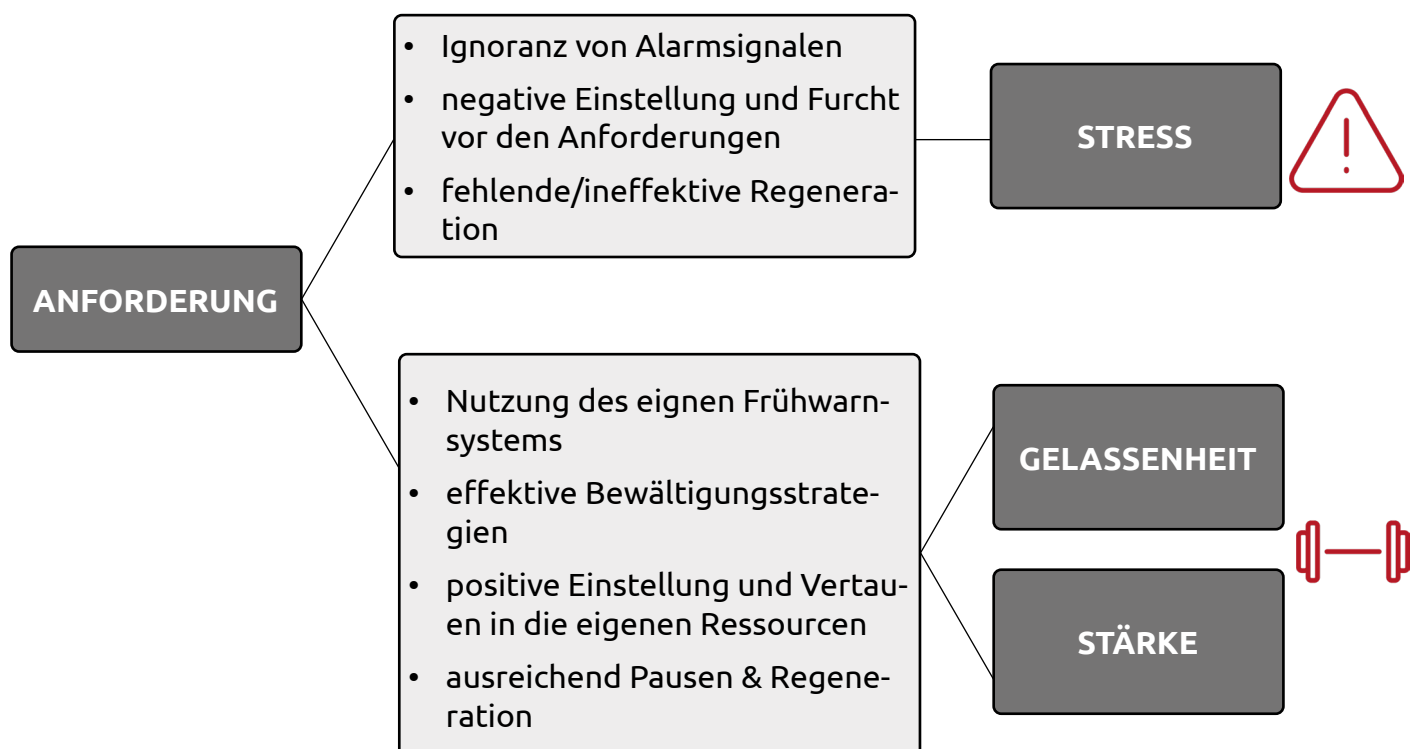 • Ignoranz von Alarmsignalen
• negative Einstellung und Furcht
vor den Anforderungen
• fehlende/ineffektive Regenera-
tion
STRESS
ANFORDERUNG
• Nutzung des eignen Frühwarn-
systems
• effektive Bewältigungsstrate-
gien
• positive Einstellung und Vertau-
en in die eigenen Ressourcen
• ausreichend Pausen & Regene-
ration
GELASSENHEIT
STÄRKE